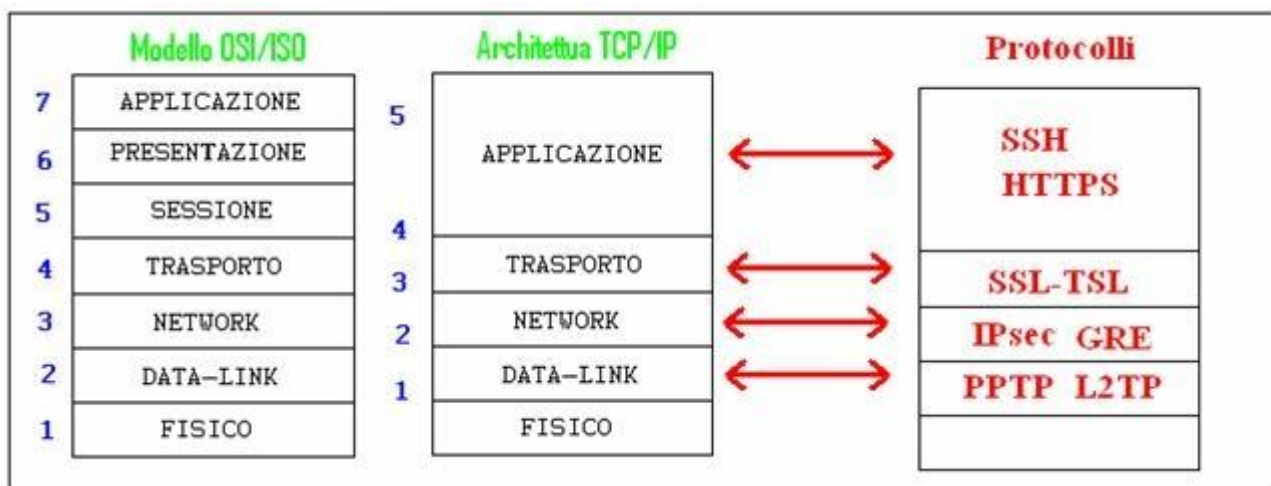 Modello OSI/ISO
7 APPLICAZIONE
6 PRESENTAZIONE
5 SESSIONE
4 TRASPORTO
3 NETWORK
2 DATA-LINK
1 FISICO
Architettua TCP/IP
5
APPLICAZIONE
4
TRASPORTO
3
NETWORK
2
DATA-LINK
1
FISICO
Protocolli
SSH
HTTPS
SSL-TSL
IPsec GRE
PPTP L2TP